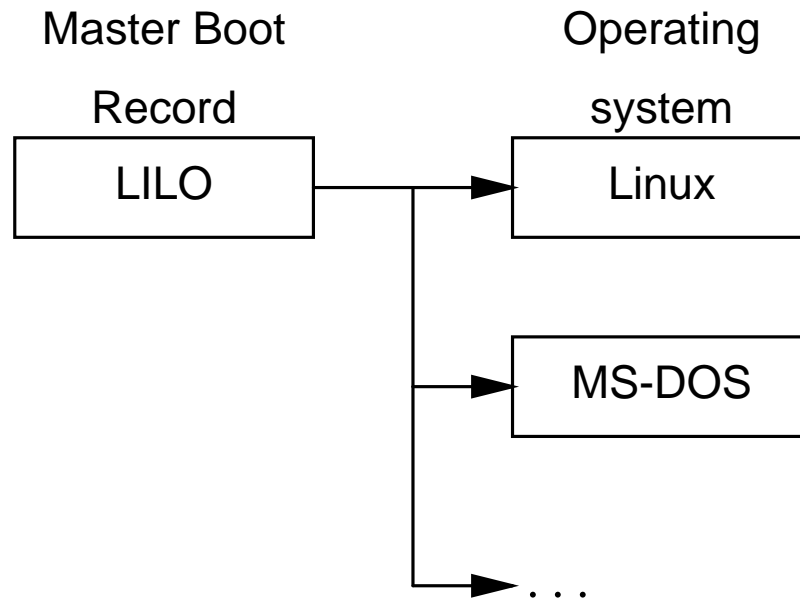 Master Boot
Record
LILO
Operating
system
Linux
MS-DOS
. . .